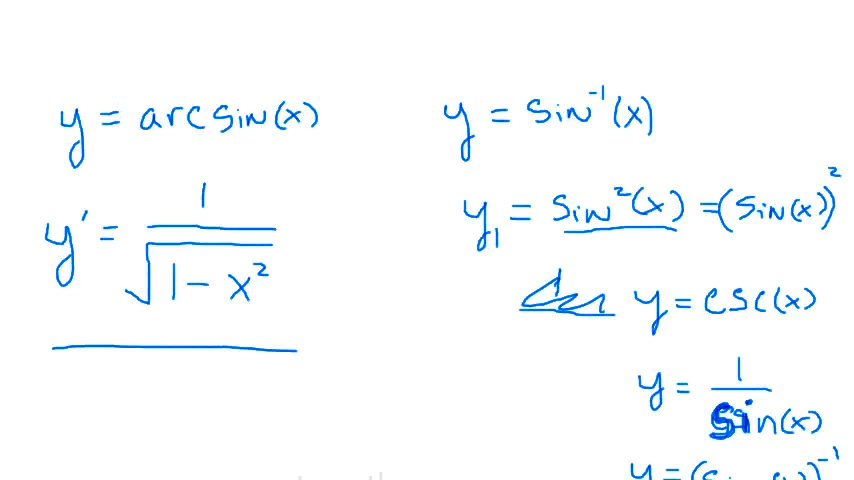 y = arcsin(x)
y' = 1 / √(1 - x²)
y = sin⁻¹(x)
y₁ = sin²(x) = (sin(x))²
y = csc(x)
y = 1 / sin(x)